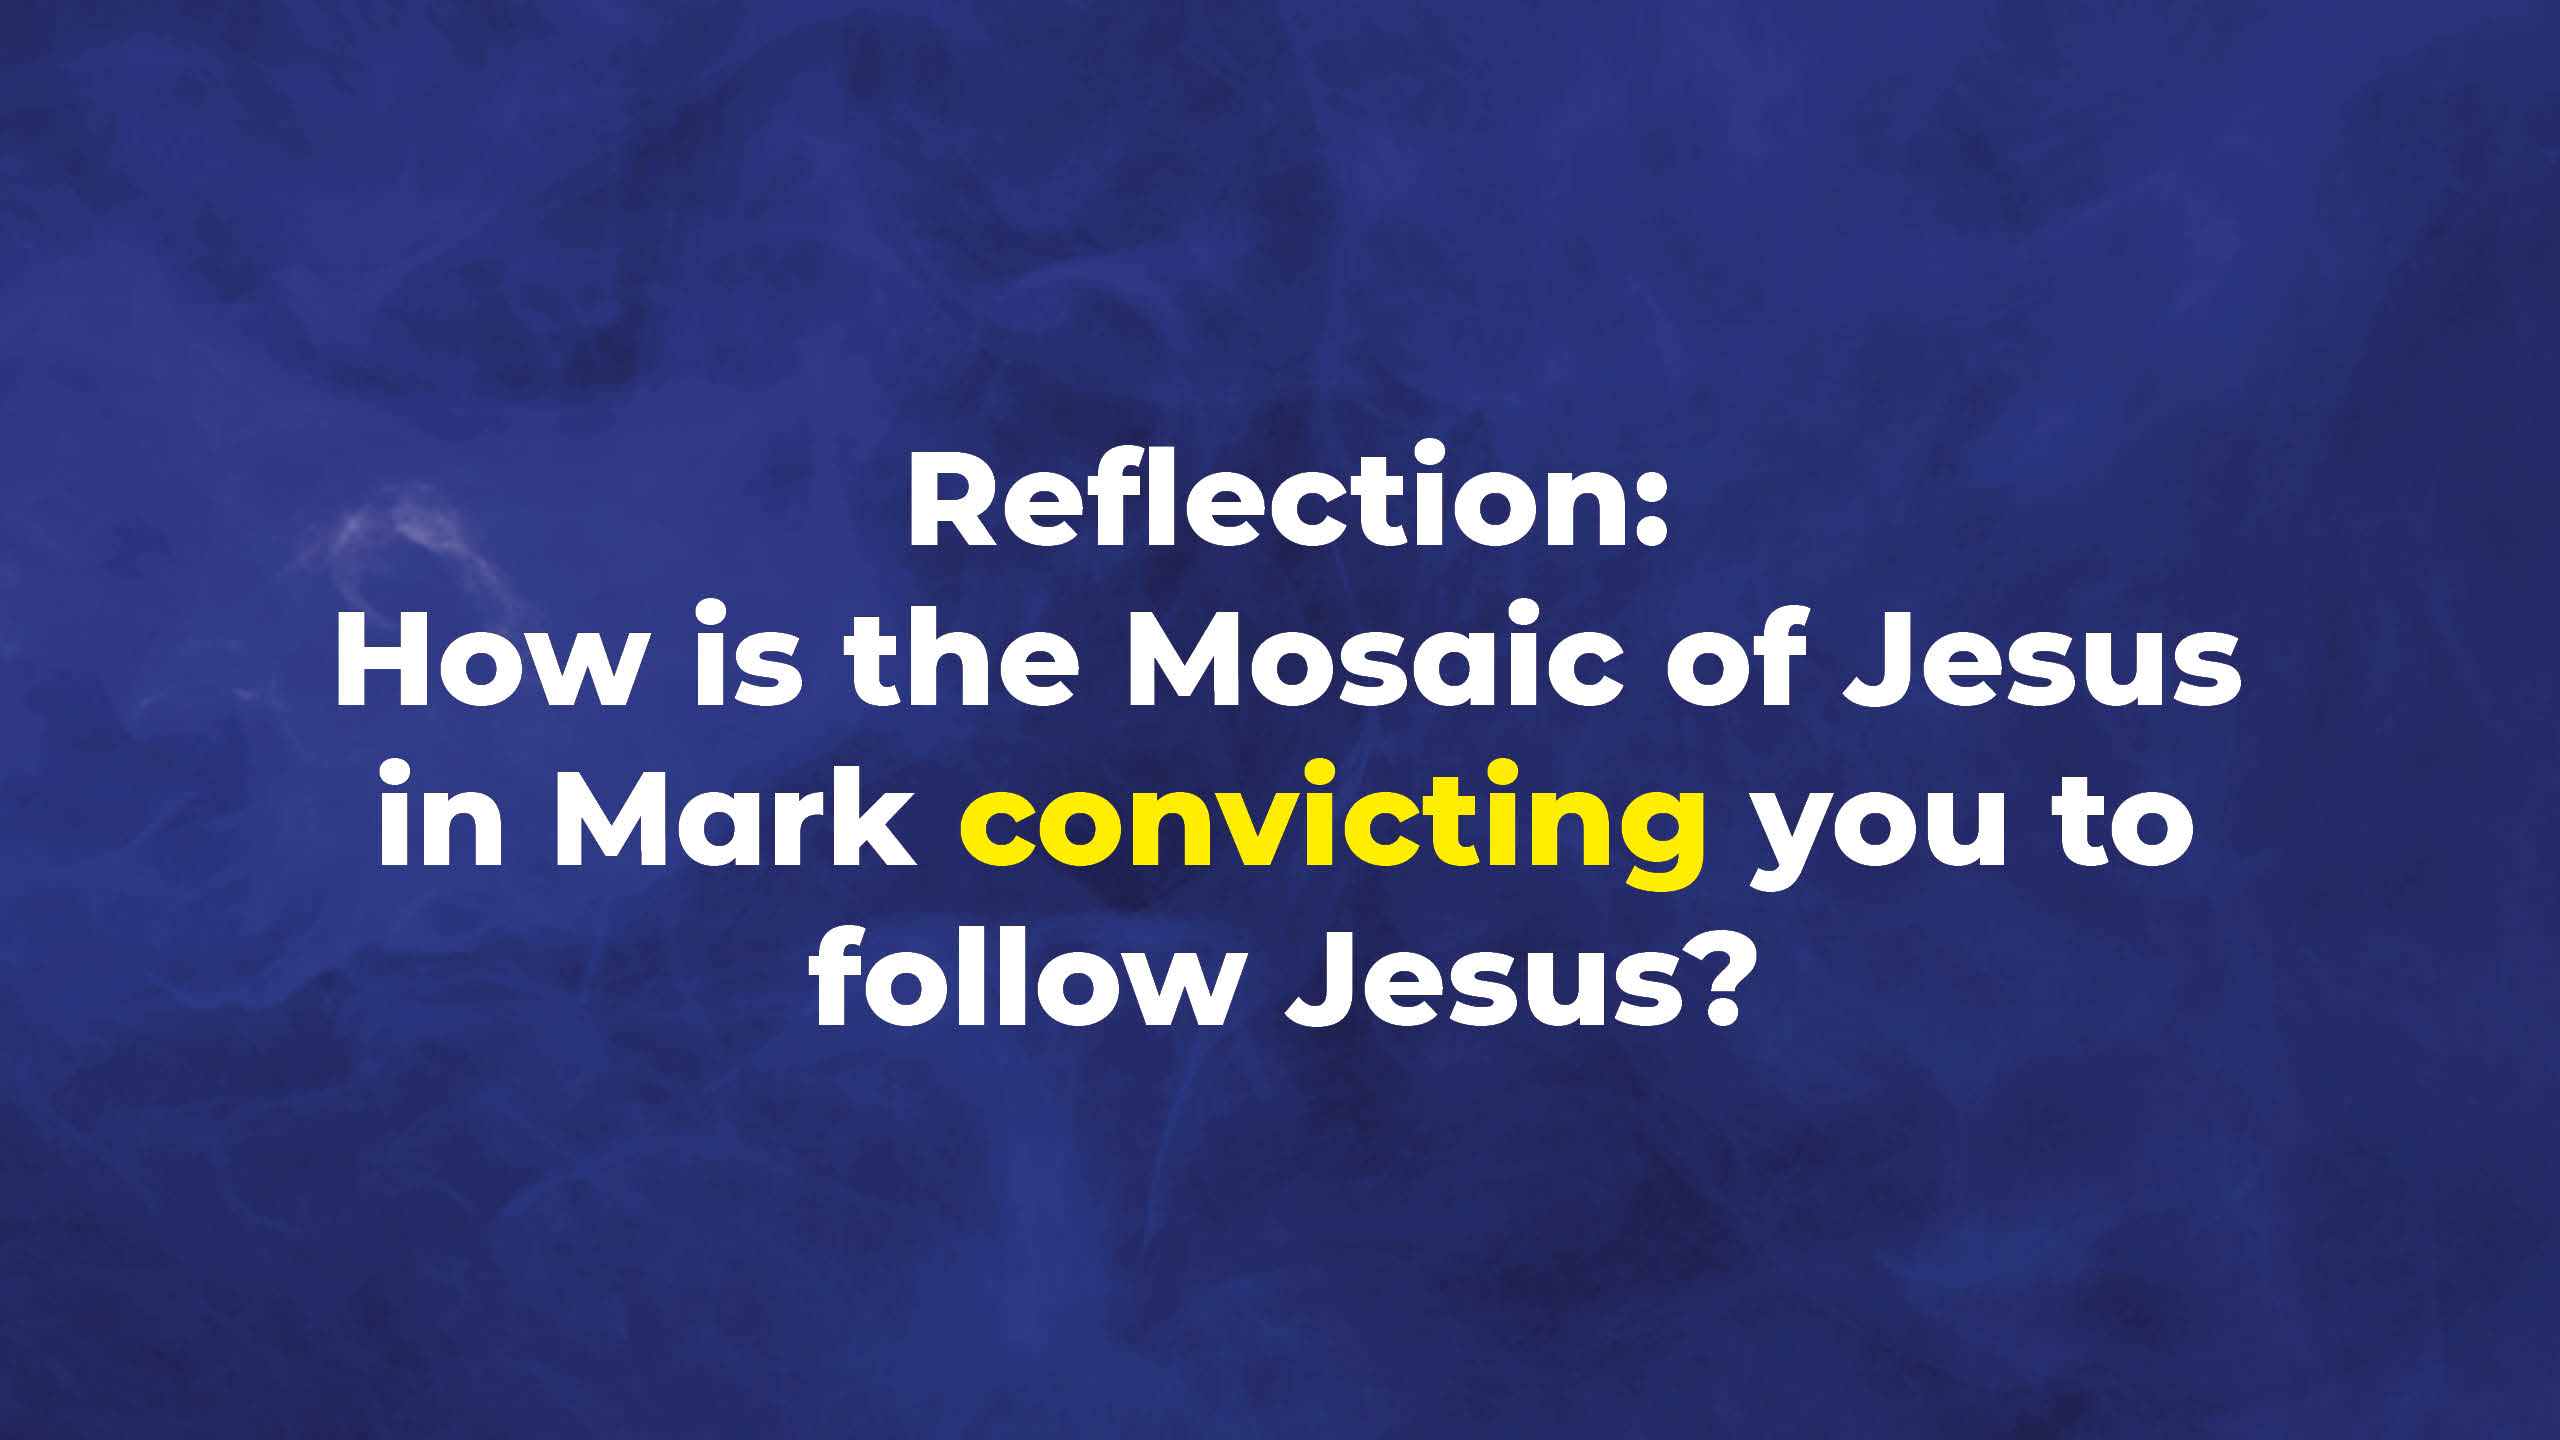 Reflection:
How is the Mosaic of Jesus
in Mark convicting you to
follow Jesus?